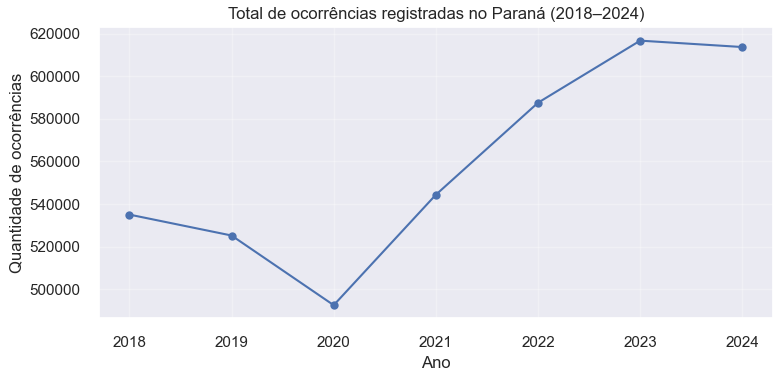 Total de ocorrências registradas no Paraná (2018–2024)
Quantidade de ocorrências
620000
600000
580000
560000
540000
520000
500000
2018 2019 2020 2021 2022 2023 2024
Ano